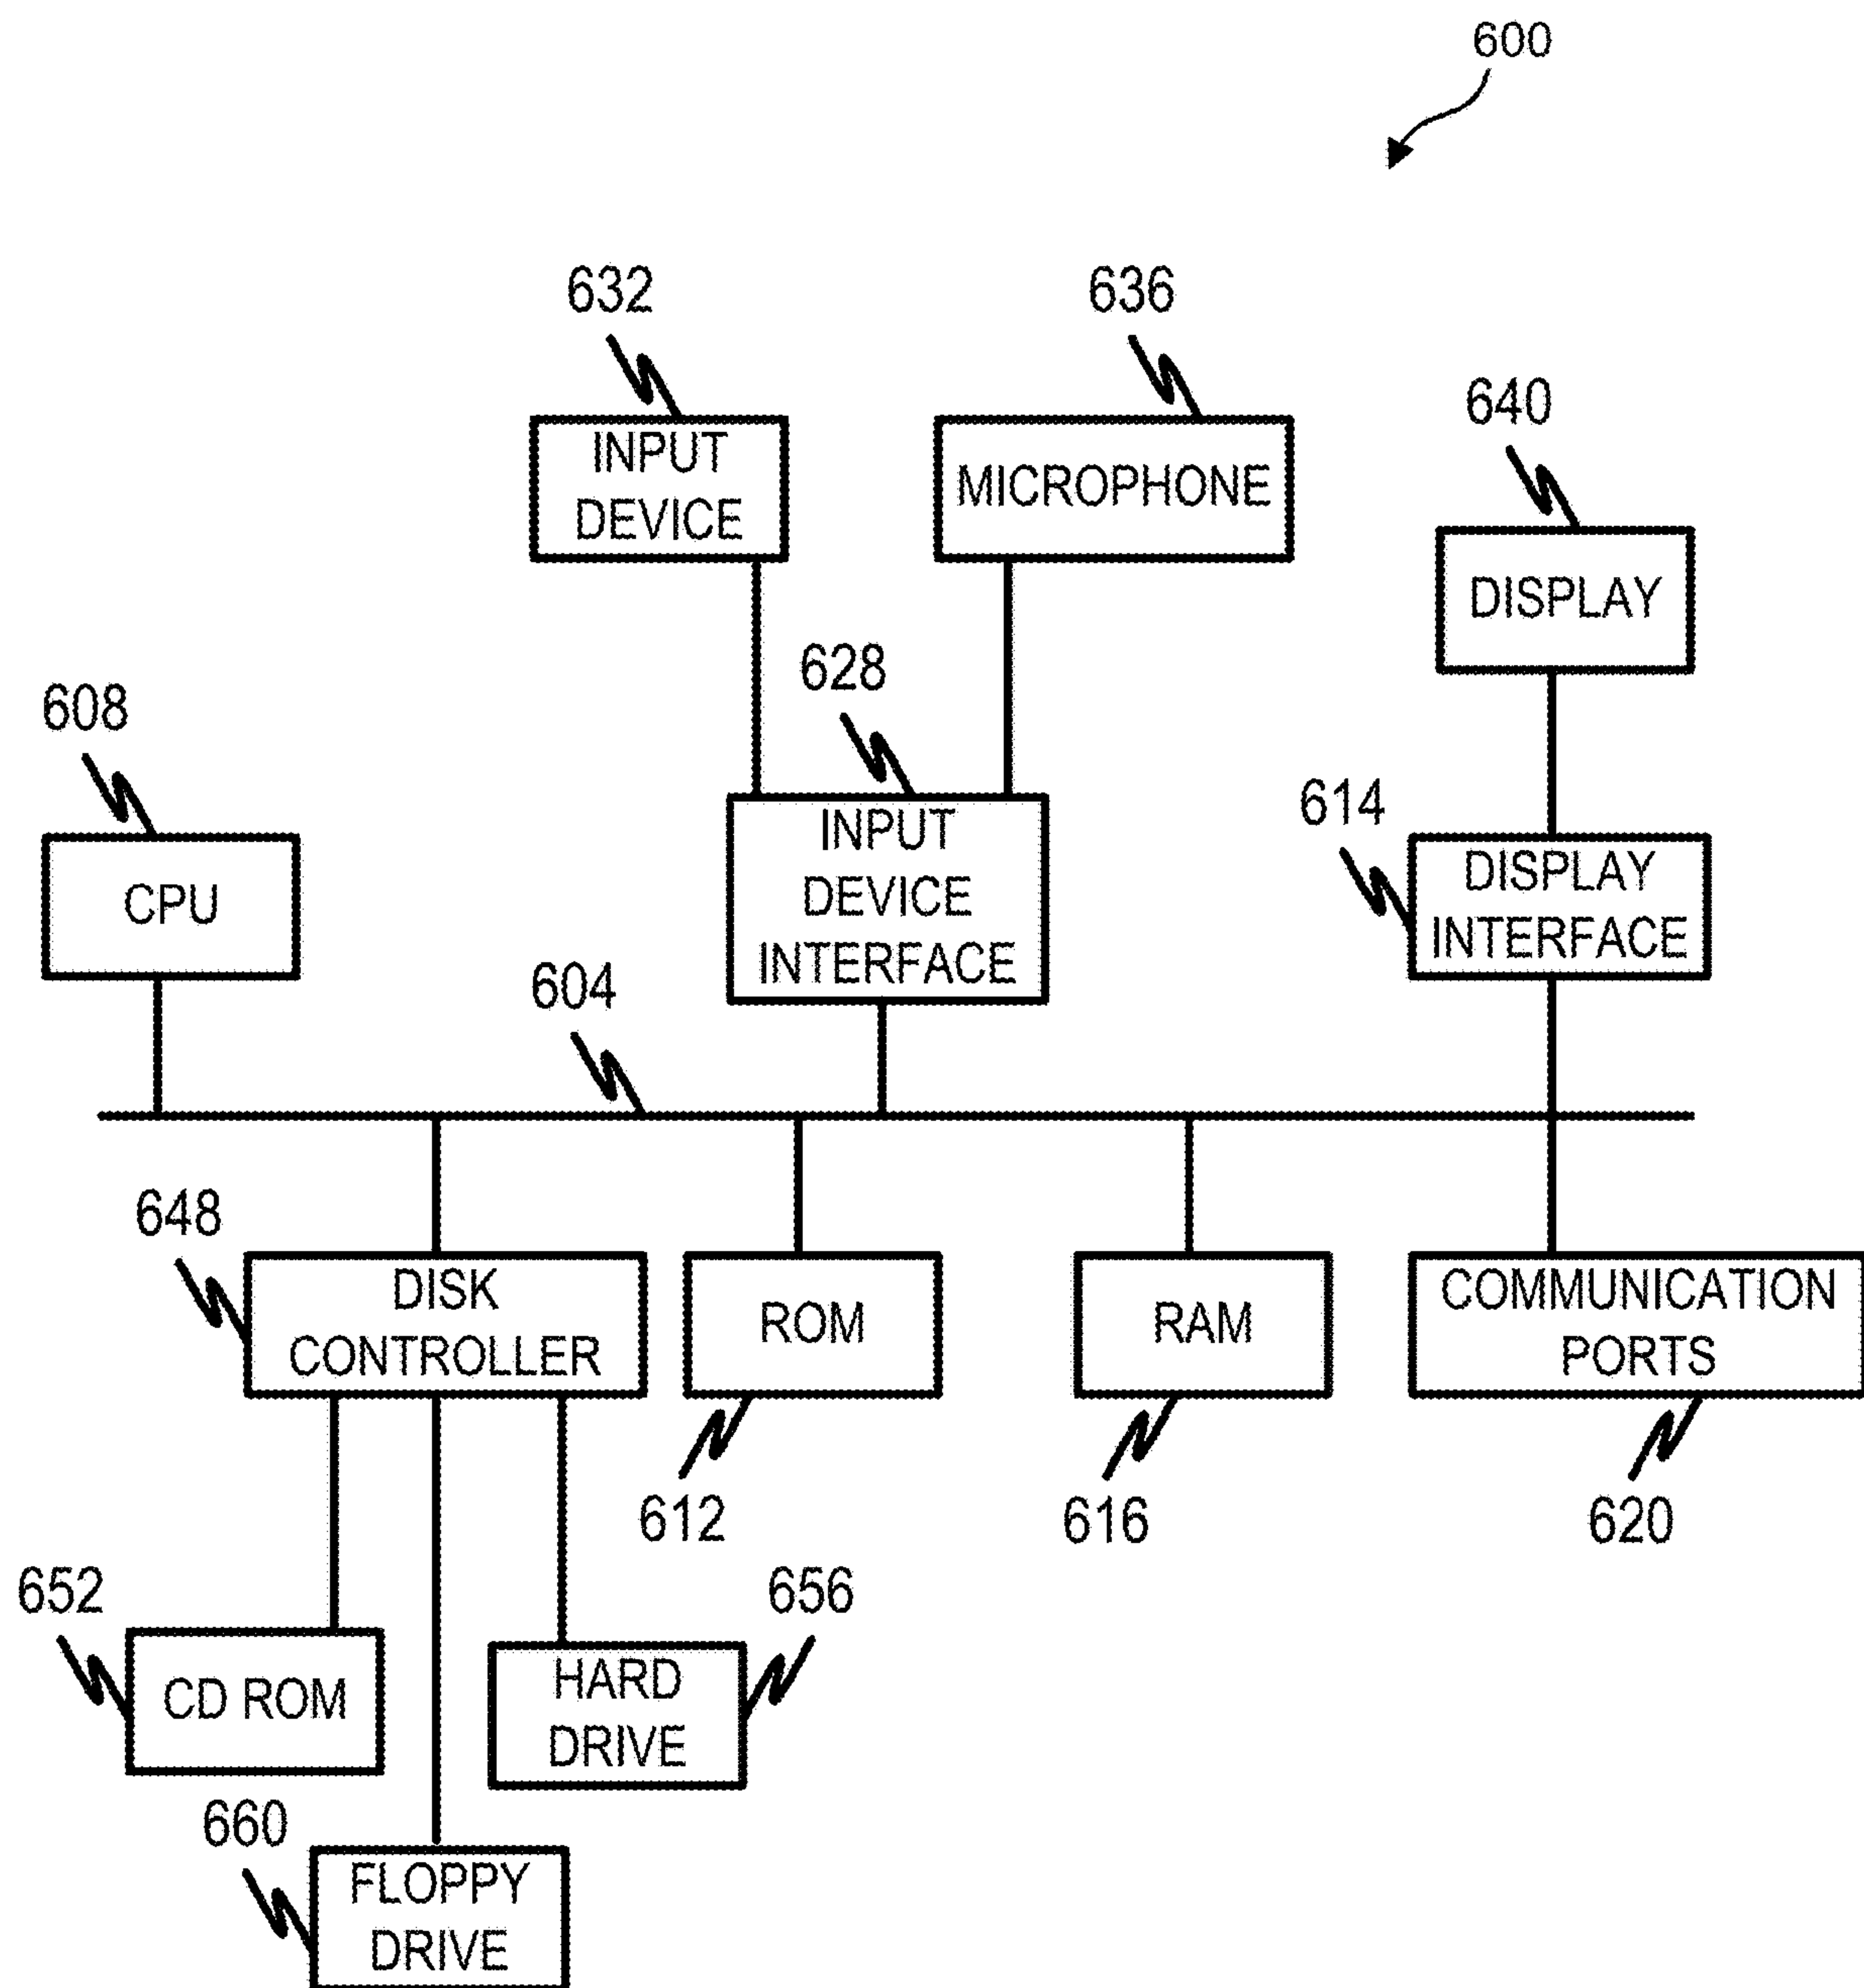 600
632
636
640
INPUT
DEVICE
MICROPHONE
DISPLAY
628
608
614
INPUT
DEVICE
INTERFACE
DISPLAY
INTERFACE
CPU
604
648
DISK
CONTROLLER
ROM
RAM
COMMUNICATION
PORTS
612
616
620
652
656
CD ROM
HARD
DRIVE
660
FLOPPY
DRIVE